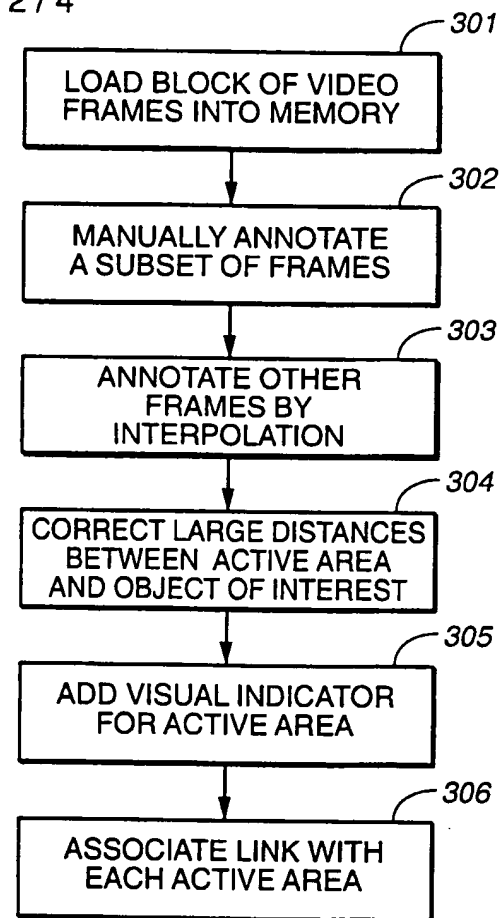 2/4
301
LOAD BLOCK OF VIDEO
FRAMES INTO MEMORY
302
MANUALLY ANNOTATE
A SUBSET OF FRAMES
303
ANNOTATE OTHER
FRAMES BY
INTERPOLATION
304
CORRECT LARGE DISTANCES
BETWEEN ACTIVE AREA
AND OBJECT OF INTEREST
305
ADD VISUAL INDICATOR
FOR ACTIVE AREA
306
ASSOCIATE LINK WITH
EACH ACTIVE AREA